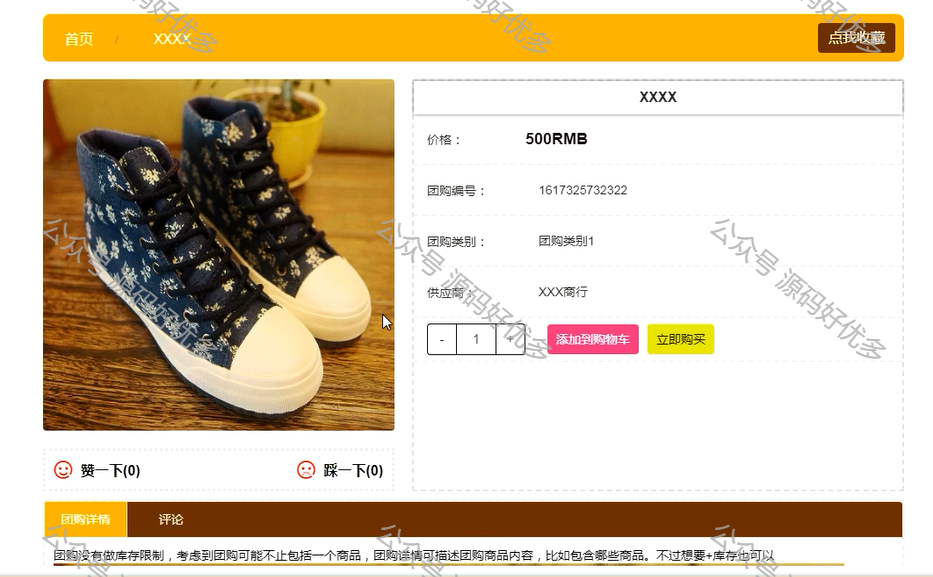 首页 / XXXX 点我收藏
XXXX
价格： 500RMB
团购编号： 1617325732322
团购类别： 团购类别1
供应商： XXX商行
- 1 + 添加到购物车 立即购买
赞一下(0) 踩一下(0)
团购详情 评论
团购没有做库存限制，考虑到团购可能不止包括一个商品，团购详情可描述团购商品内容，比如包含哪些商品。不过想要+库存也可以
公众号 源码好优多
公众号 源码好优多
公众号 源码好优多